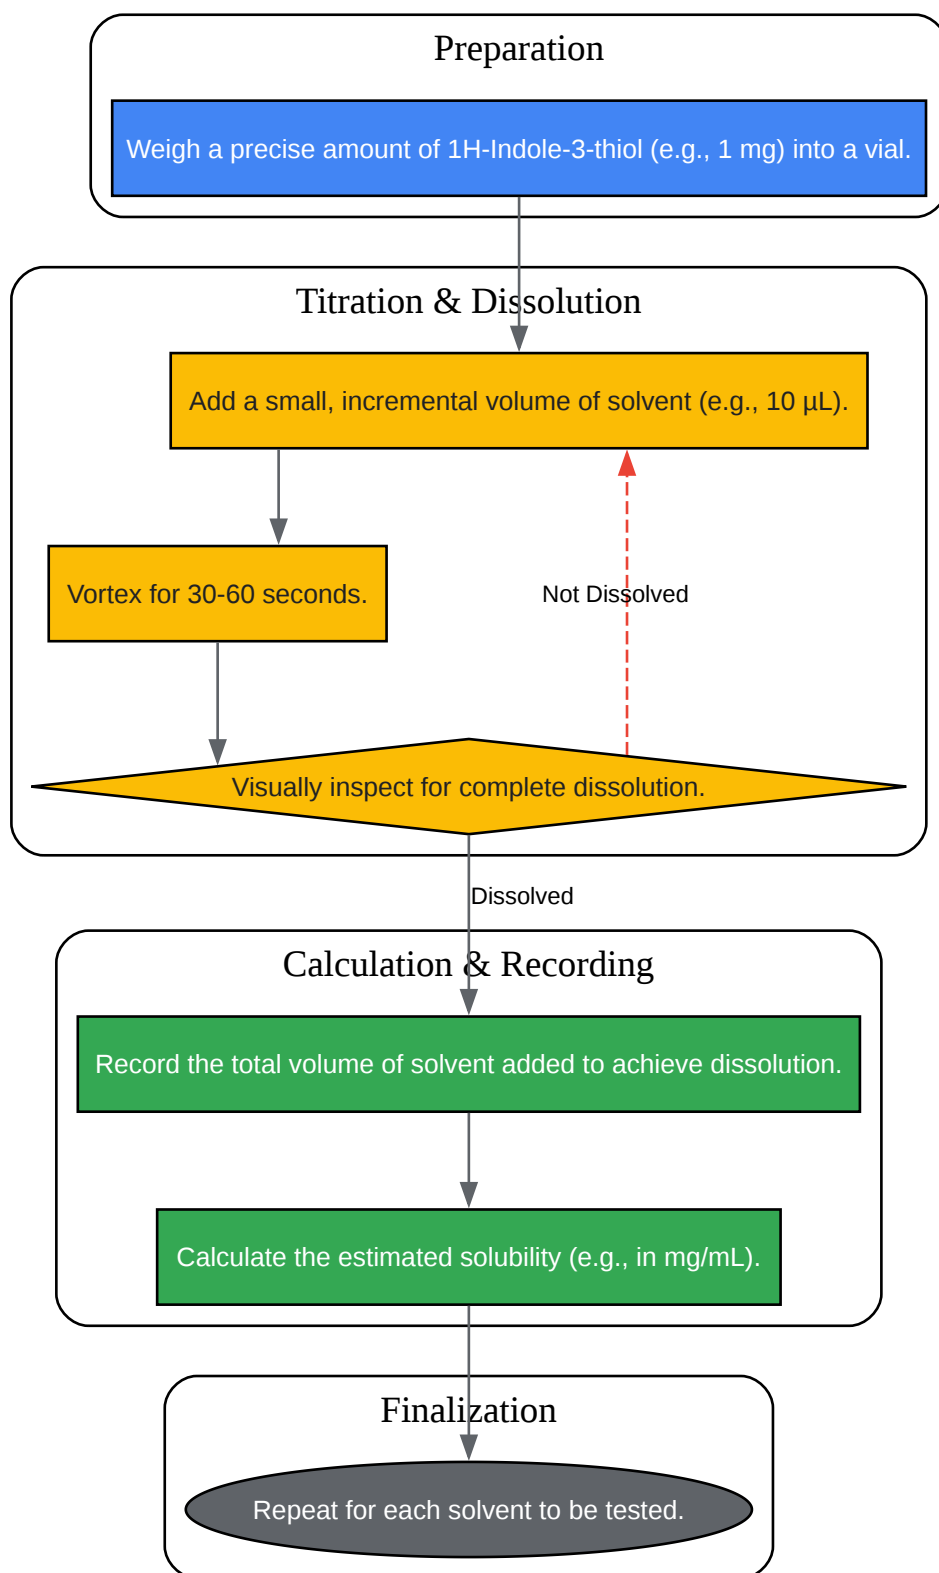 Preparation
Weigh a precise amount of 1H-Indole-3-thiol (e.g., 1 mg) into a vial.
Titration & Dissolution
Add a small, incremental volume of solvent (e.g., 10 µL).
Vortex for 30-60 seconds.
Not Dissolved
Visually inspect for complete dissolution.
Dissolved
Calculation & Recording
Record the total volume of solvent added to achieve dissolution.
Calculate the estimated solubility (e.g., in mg/mL).
Finalization
Repeat for each solvent to be tested.